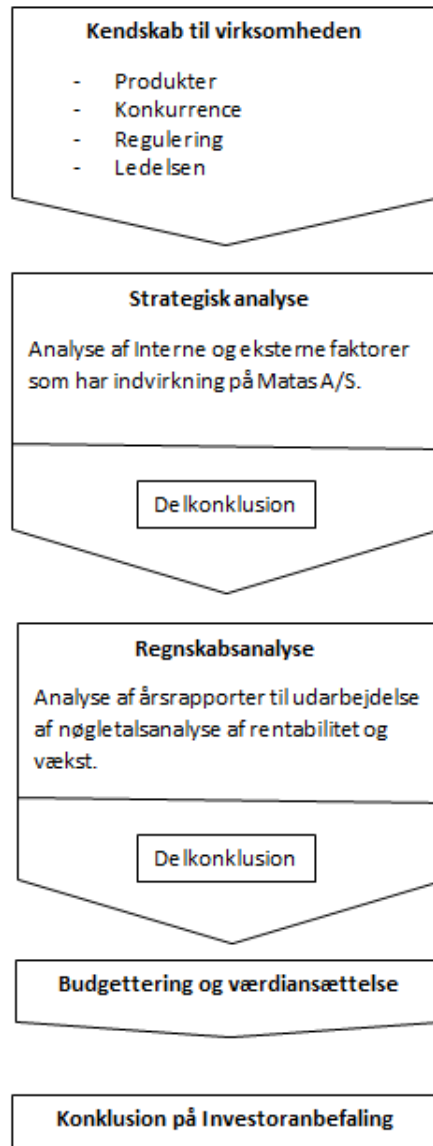 Kendskab til virksomheden
- Produkter
- Konkurrence
- Regulering
- Ledelsen
Strategisk analyse
Analyse af Interne og eksterne faktorer
som har indvirkning på Matas A/S.
Delkonklusion
Regnskabsanalyse
Analyse af årsrapporter til udarbejdelse
af nøgletalsanalyse af rentabilitet og
vækst.
Delkonklusion
Budgettering og værdiansættelse
Konklusion på Investoranbefaling